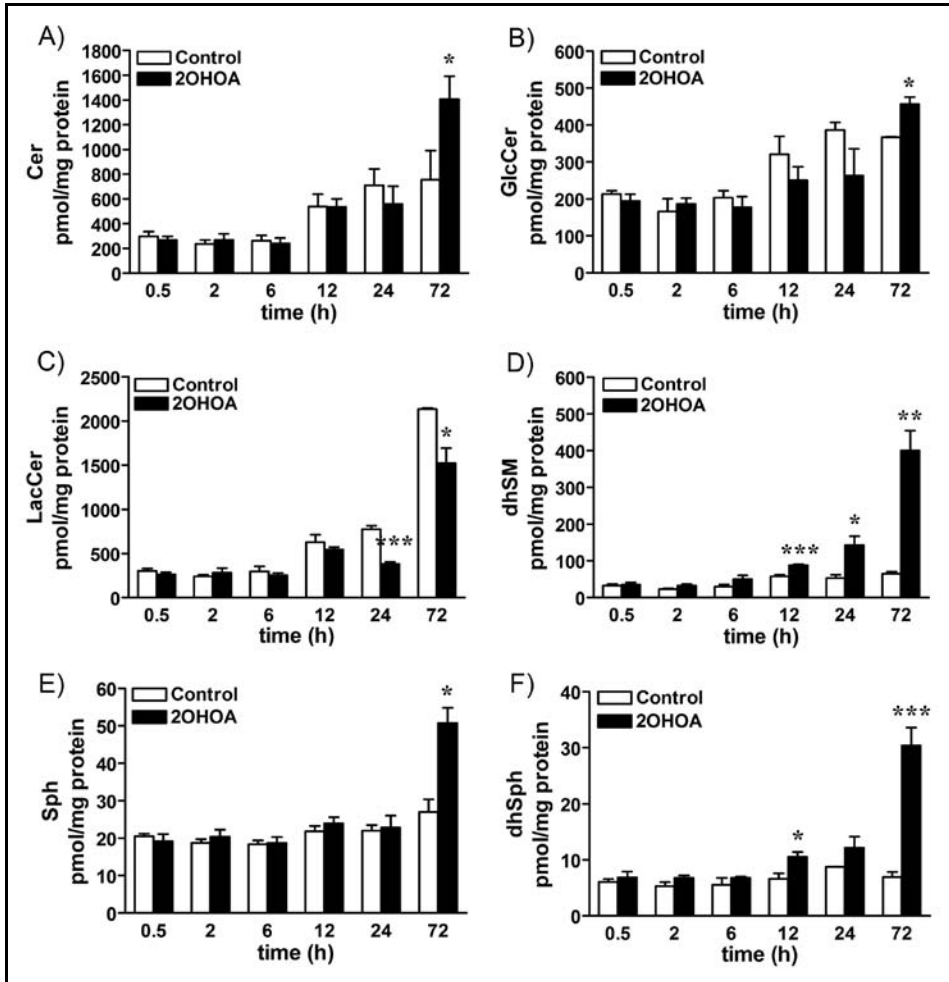 A)
Control
2OHOA
*
1800
1600
1400
1200
1000
800
600
400
200
0
Cer
pmol/mg protein
0.5 2 6 12 24 72
time (h)
B)
Control
2OHOA
*
600
500
400
300
200
100
0
GlcCer
pmol/mg protein
0.5 2 6 12 24 72
time (h)
C)
Control
2OHOA
*
***
2500
2000
1500
1000
500
0
LacCer
pmol/mg protein
0.5 2 6 12 24 72
time (h)
D)
Control
2OHOA
**
*
***
600
500
400
300
200
100
0
dhSM
pmol/mg protein
0.5 2 6 12 24 72
time (h)
E)
Control
2OHOA
*
60
50
40
30
20
10
0
Sph
pmol/mg protein
0.5 2 6 12 24 72
time (h)
F)
Control
2OHOA
***
*
40
30
20
10
0
dhSph
pmol/mg protein
0.5 2 6 12 24 72
time (h)